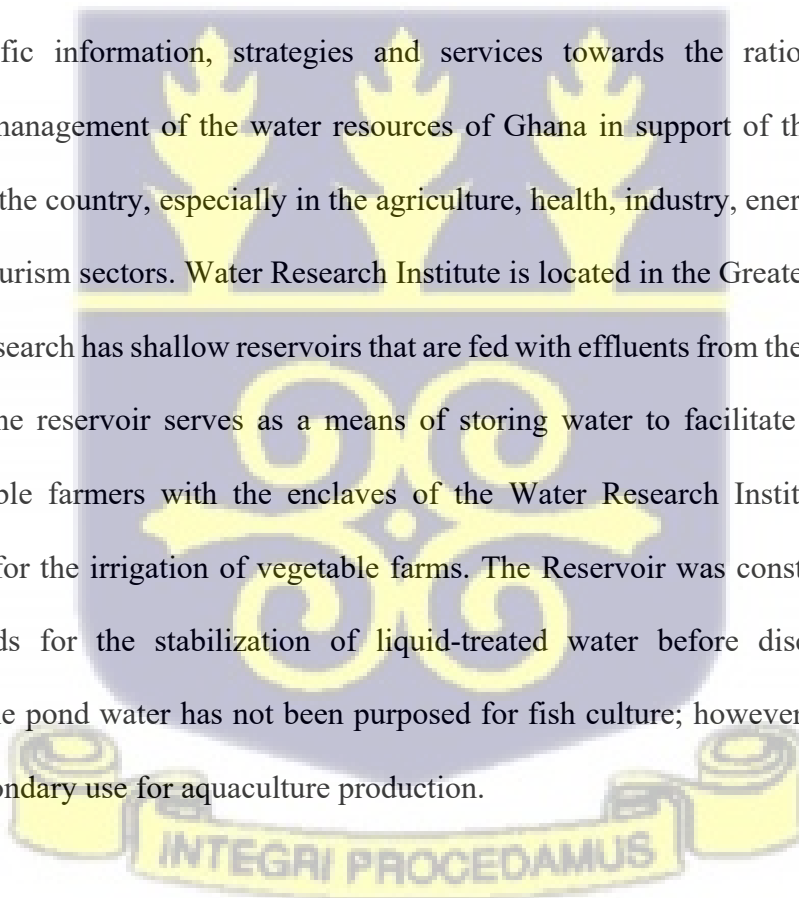 fic information, strategies and services towards the ratio
management of the water resources of Ghana in support of th
the country, especially in the agriculture, health, industry, ener
urism sectors. Water Research Institute is located in the Greate
search has shallow reservoirs that are fed with effluents from the
ne reservoir serves as a means of storing water to facilitate
ble farmers with the enclaves of the Water Research Instit
for the irrigation of vegetable farms. The Reservoir was const
ds for the stabilization of liquid-treated water before disc
e pond water has not been purposed for fish culture; however
ondary use for aquaculture production.
INTEGRI PROCEDAMUS